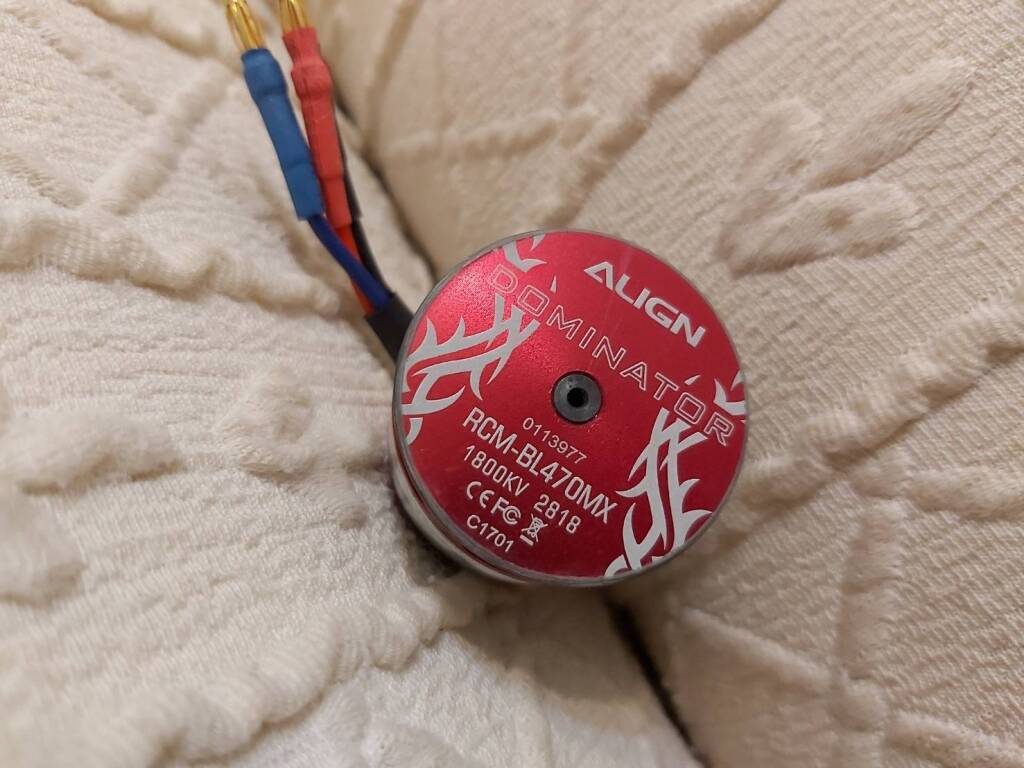 ALIGN
DOMINATOR
0113977
RCM-BL470MX
1800KV 2818
CE FC
C1701